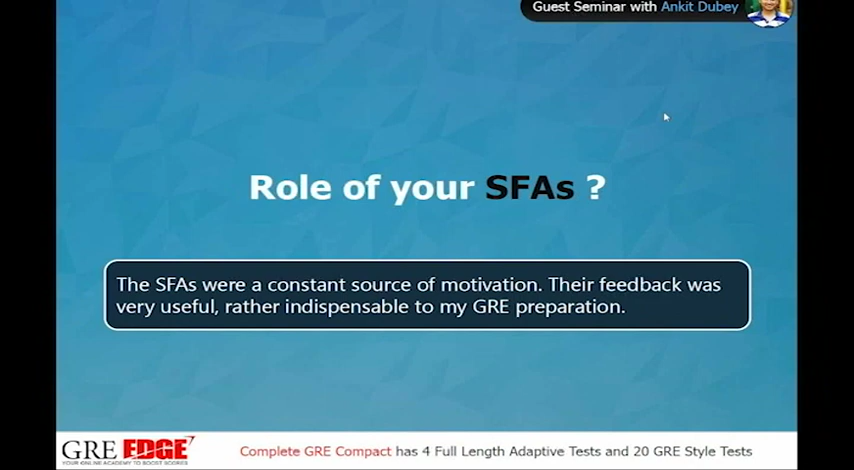 Guest Seminar with Ankit Dubey
Role of your SFAs ?
The SFAs were a constant source of motivation. Their feedback was
very useful, rather indispensable to my GRE preparation.
GRE EDGE
YOUR ONLINE ACADEMY TO BOOST SCORES
Complete GRE Compact has 4 Full Length Adaptive Tests and 20 GRE Style Tests